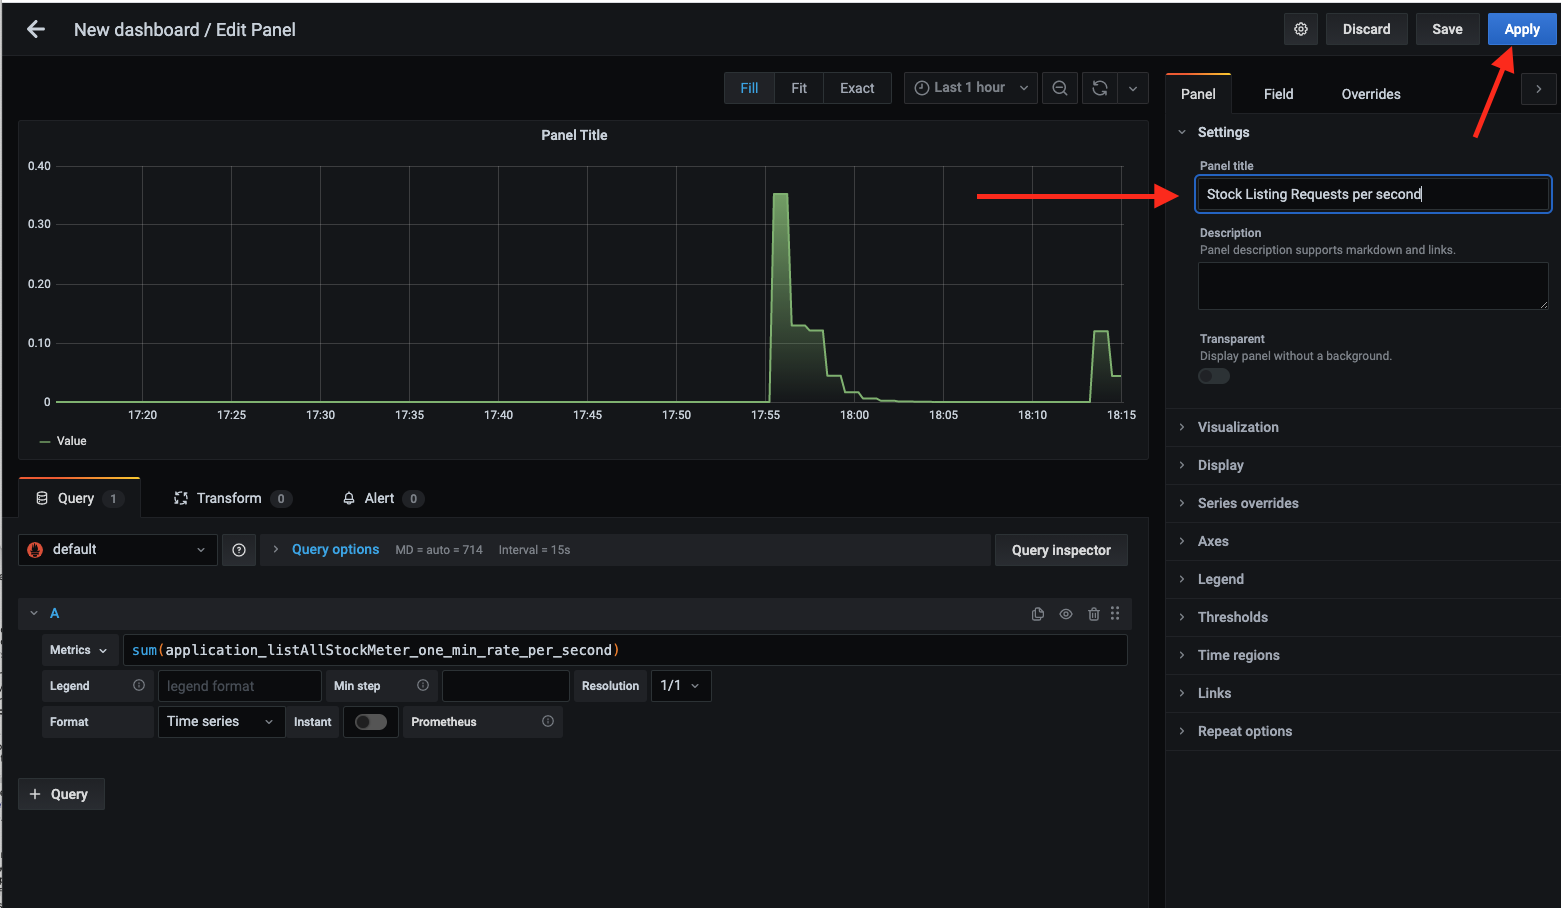 New dashboard / Edit Panel
Discard
Save
Apply
Fill
Fit
Exact
Last 1 hour
Panel
Field
Overrides
Panel Title
0.40
0.30
0.20
0.10
0
17:20
17:25
17:30
17:35
17:40
17:45
17:50
17:55
18:00
18:05
18:10
18:15
Value
Settings
Panel title
Stock Listing Requests per second
Description
Panel description supports markdown and links.
Transparent
Display panel without a background.
Visualization
Display
Series overrides
Axes
Legend
Thresholds
Time regions
Links
Repeat options
Query 1
Transform 0
Alert 0
default
Query options
MD = auto = 714
Interval = 15s
Query inspector
A
Metrics
sum(application_listAllStockMeter_one_min_rate_per_second)
Legend
legend format
Min step
Resolution
1/1
Format
Time series
Instant
Prometheus
+ Query